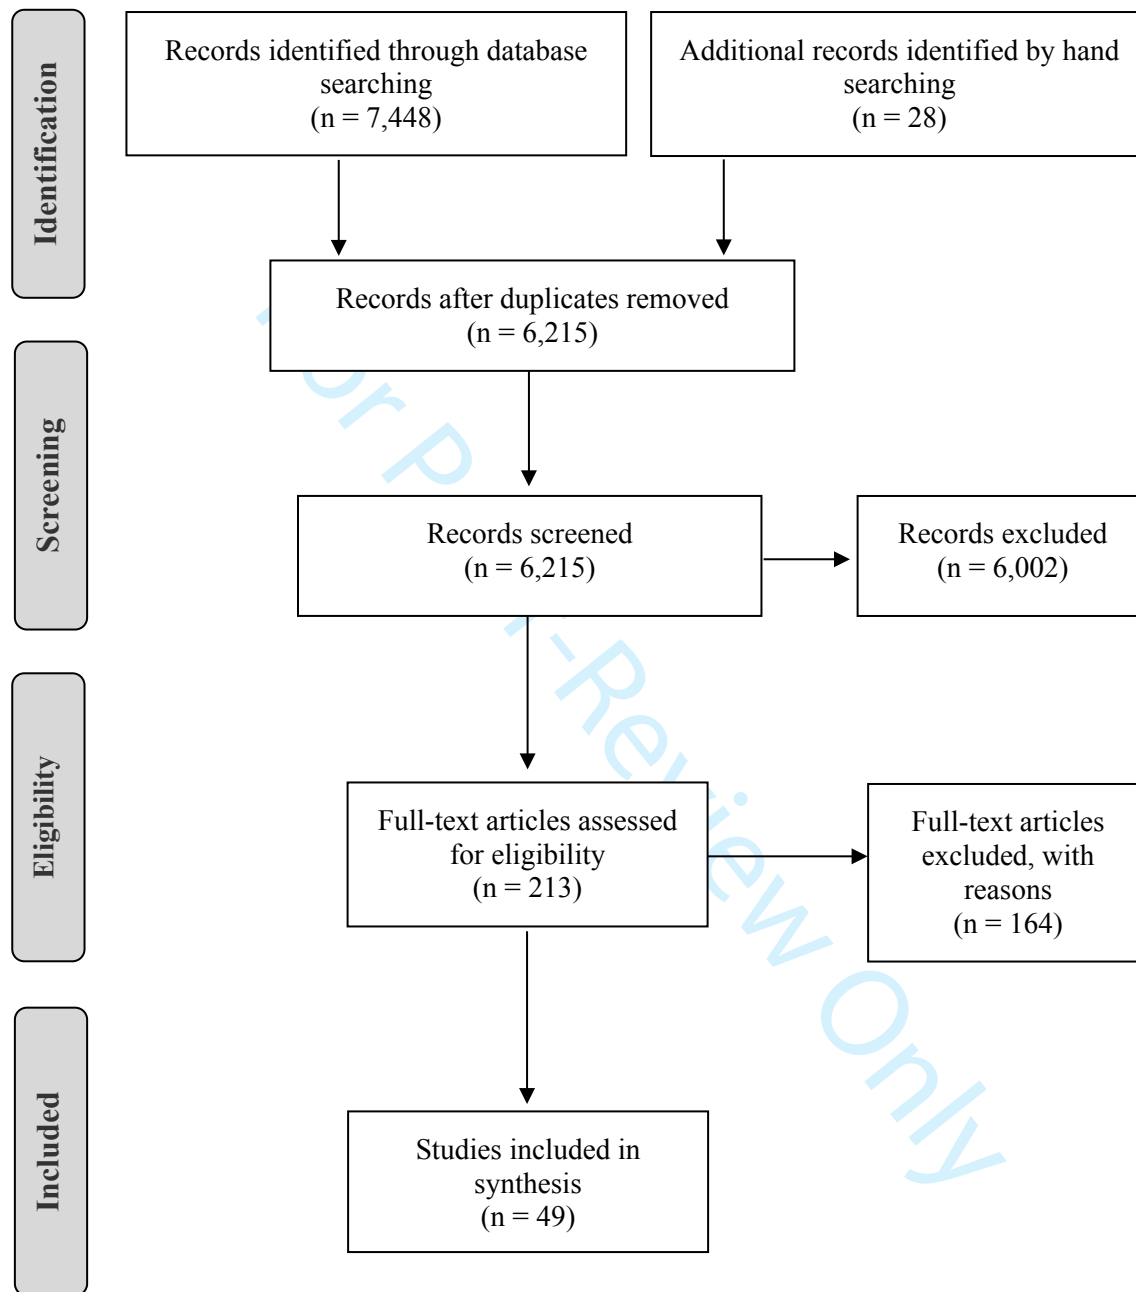 Identification
Records identified through database
searching
(n = 7,448)
Additional records identified by hand
searching
(n = 28)
Records after duplicates removed
(n = 6,215)
Screening
Records screened
(n = 6,215)
Records excluded
(n = 6,002)
Eligibility
Full-text articles assessed
for eligibility
(n = 213)
Full-text articles
excluded, with
reasons
(n = 164)
Included
Studies included in
synthesis
(n = 49)
For Peer-Review Only